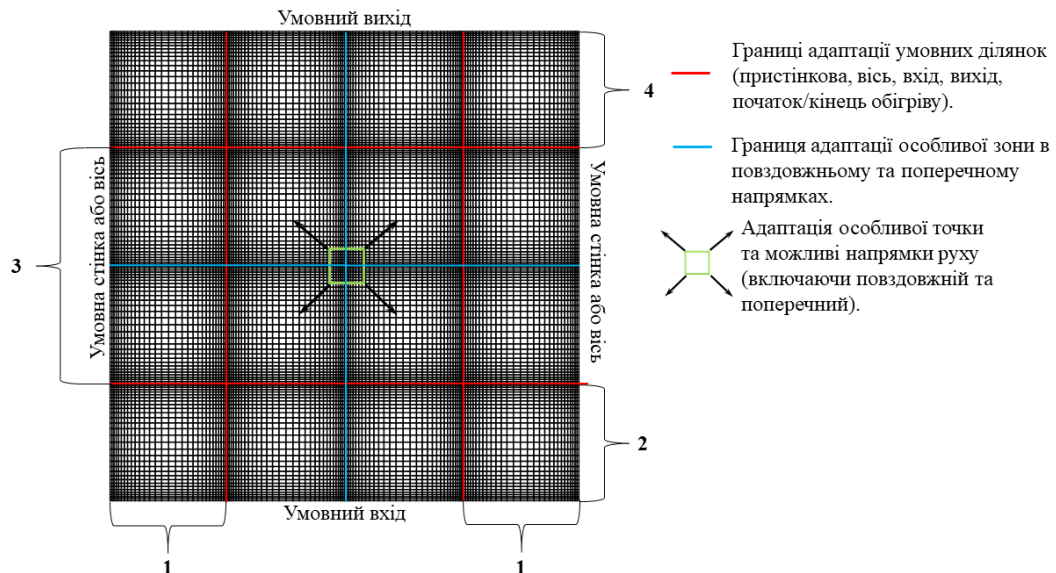 Умовний вихід
Границі адаптації умовних ділянок
(пристінкова, вісь, вхід, вихід,
початок/кінець обігріву).
4
Границя адаптації особливої зони в
повздовжньому та поперечному
напрямках.
Умовна стінка або вісь
Умовна стінка або вісь
Адаптація особливої точки
та можливі напрямки руху
(включаючи повздовжній та
поперечний).
3
2
Умовний вхід
1
1